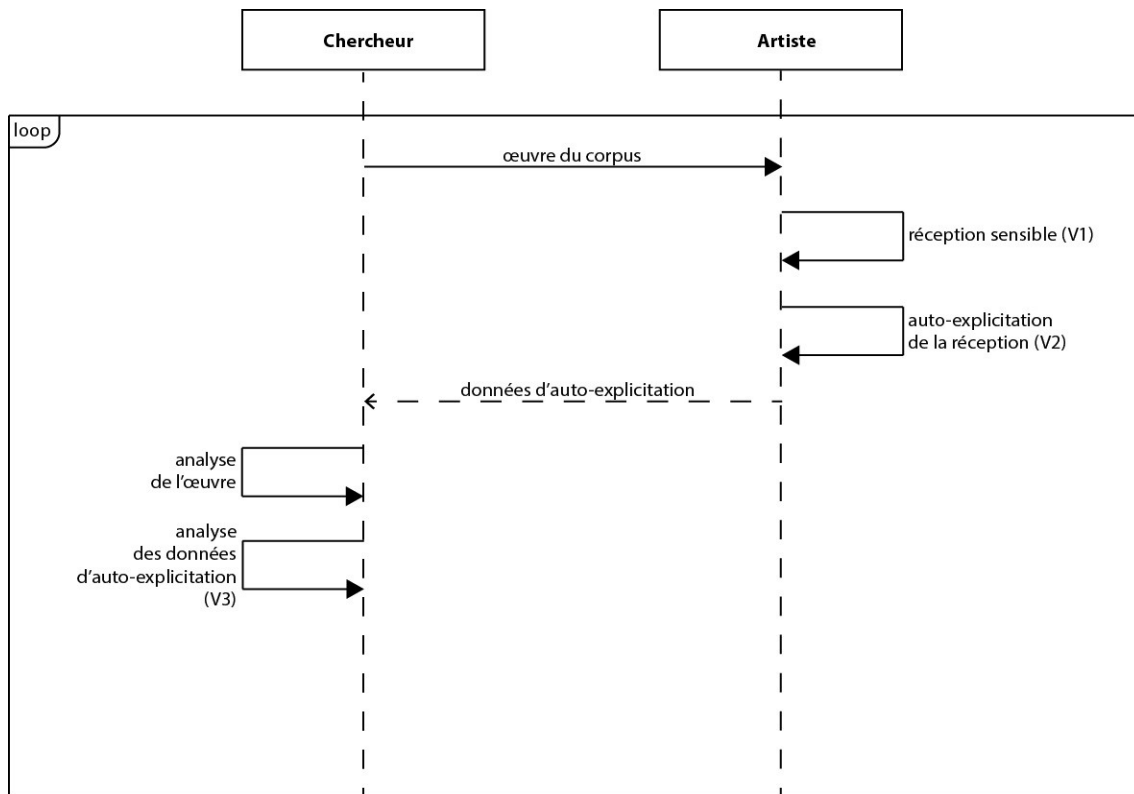 Chercheur
Artiste
loop
œuvre du corpus
réception sensible (V1)
auto-explicitation
de la réception (V2)
données d'auto-explicitation
analyse
de l'œuvre
analyse
des données
d'auto-explicitation
(V3)